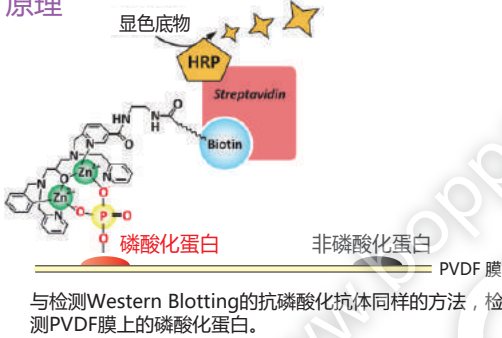 原理
显色底物
HRP
Streptavidin
HN
N
H
O
Biotin
N
N
O
Zn²⁺
N
N
O
Zn²⁺
N
O
O
P
O
O
磷酸化蛋白
非磷酸化蛋白
PVDF 膜
与检测Western Blotting的抗磷酸化抗体同样的方法，检
测PVDF膜上的磷酸化蛋白。